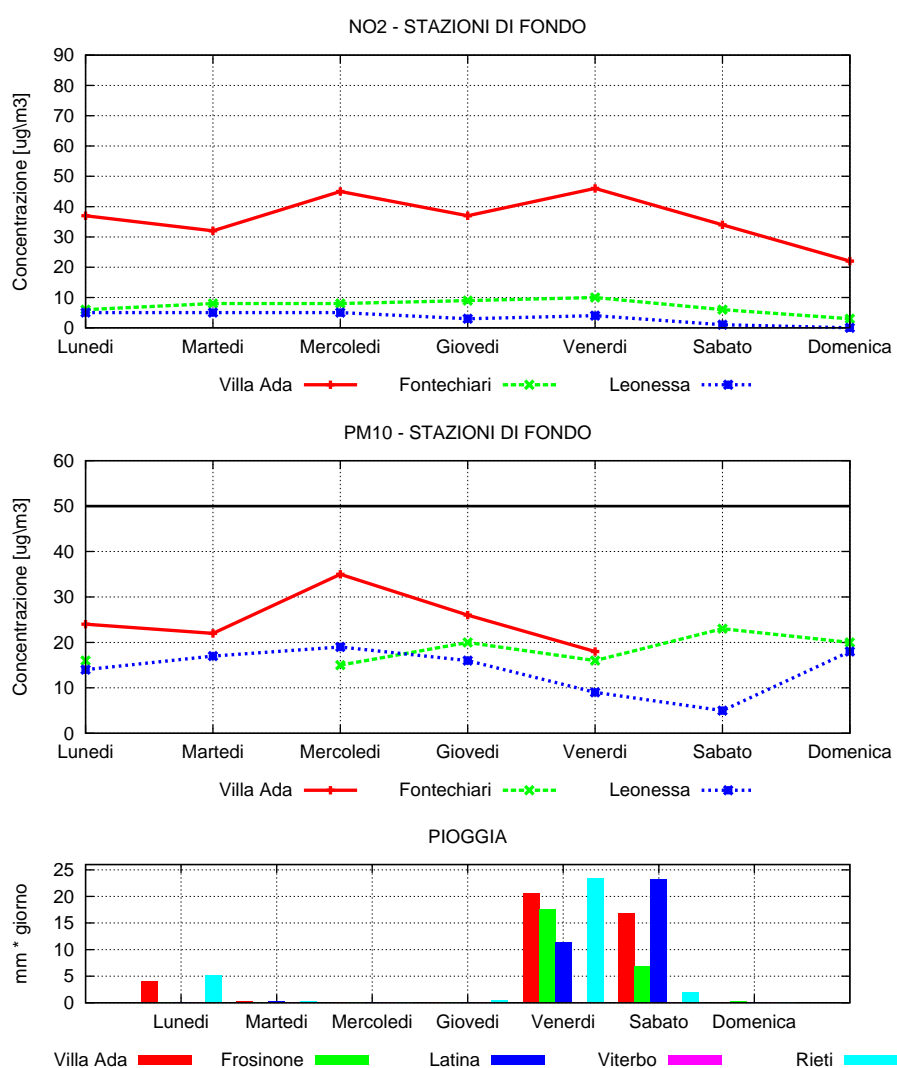 NO2 - STAZIONI DI FONDO
Concentrazione [ug\m3]
90
80
70
60
50
40
30
20
10
0
Lunedi Martedi Mercoledi Giovedi Venerdi Sabato Domenica
Villa Ada Fontechiari Leonessa
PM10 - STAZIONI DI FONDO
Concentrazione [ug\m3]
60
50
40
30
20
10
0
Lunedi Martedi Mercoledi Giovedi Venerdi Sabato Domenica
Villa Ada Fontechiari Leonessa
PIOGGIA
mm * giorno
25
20
15
10
5
0
Lunedi Martedi Mercoledi Giovedi Venerdi Sabato Domenica
Villa Ada Frosinone Latina Viterbo Rieti